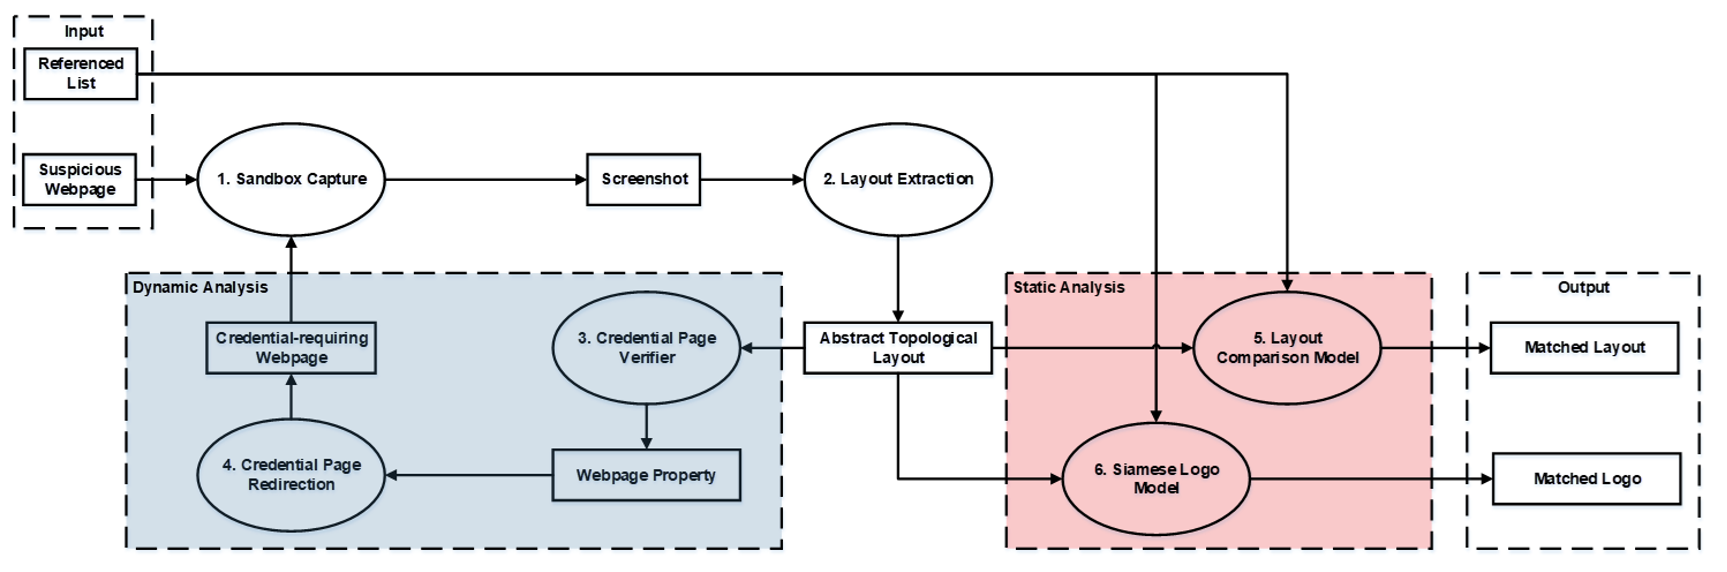 Input
Referenced
List
Suspicious
Webpage
1. Sandbox Capture
Screenshot
2. Layout Extraction
Dynamic Analysis
Credential-requiring
Webpage
3. Credential Page
Verifier
4. Credential Page
Redirection
Webpage Property
Abstract Topological
Layout
Static Analysis
5. Layout
Comparison Model
6. Siamese Logo
Model
Output
Matched Layout
Matched Logo